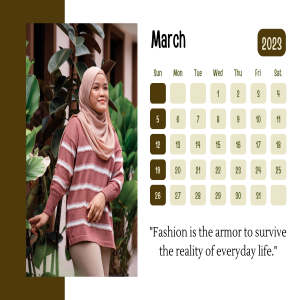 March
2023
Sun Mon Tue Wed Thu Fri Sat
1 2 3 4
5 6 7 8 9 10 11
12 13 14 15 16 17 18
19 20 21 22 23 24 25
26 27 28 29 30 31
"Fashion is the armor to survive
the reality of everyday life."